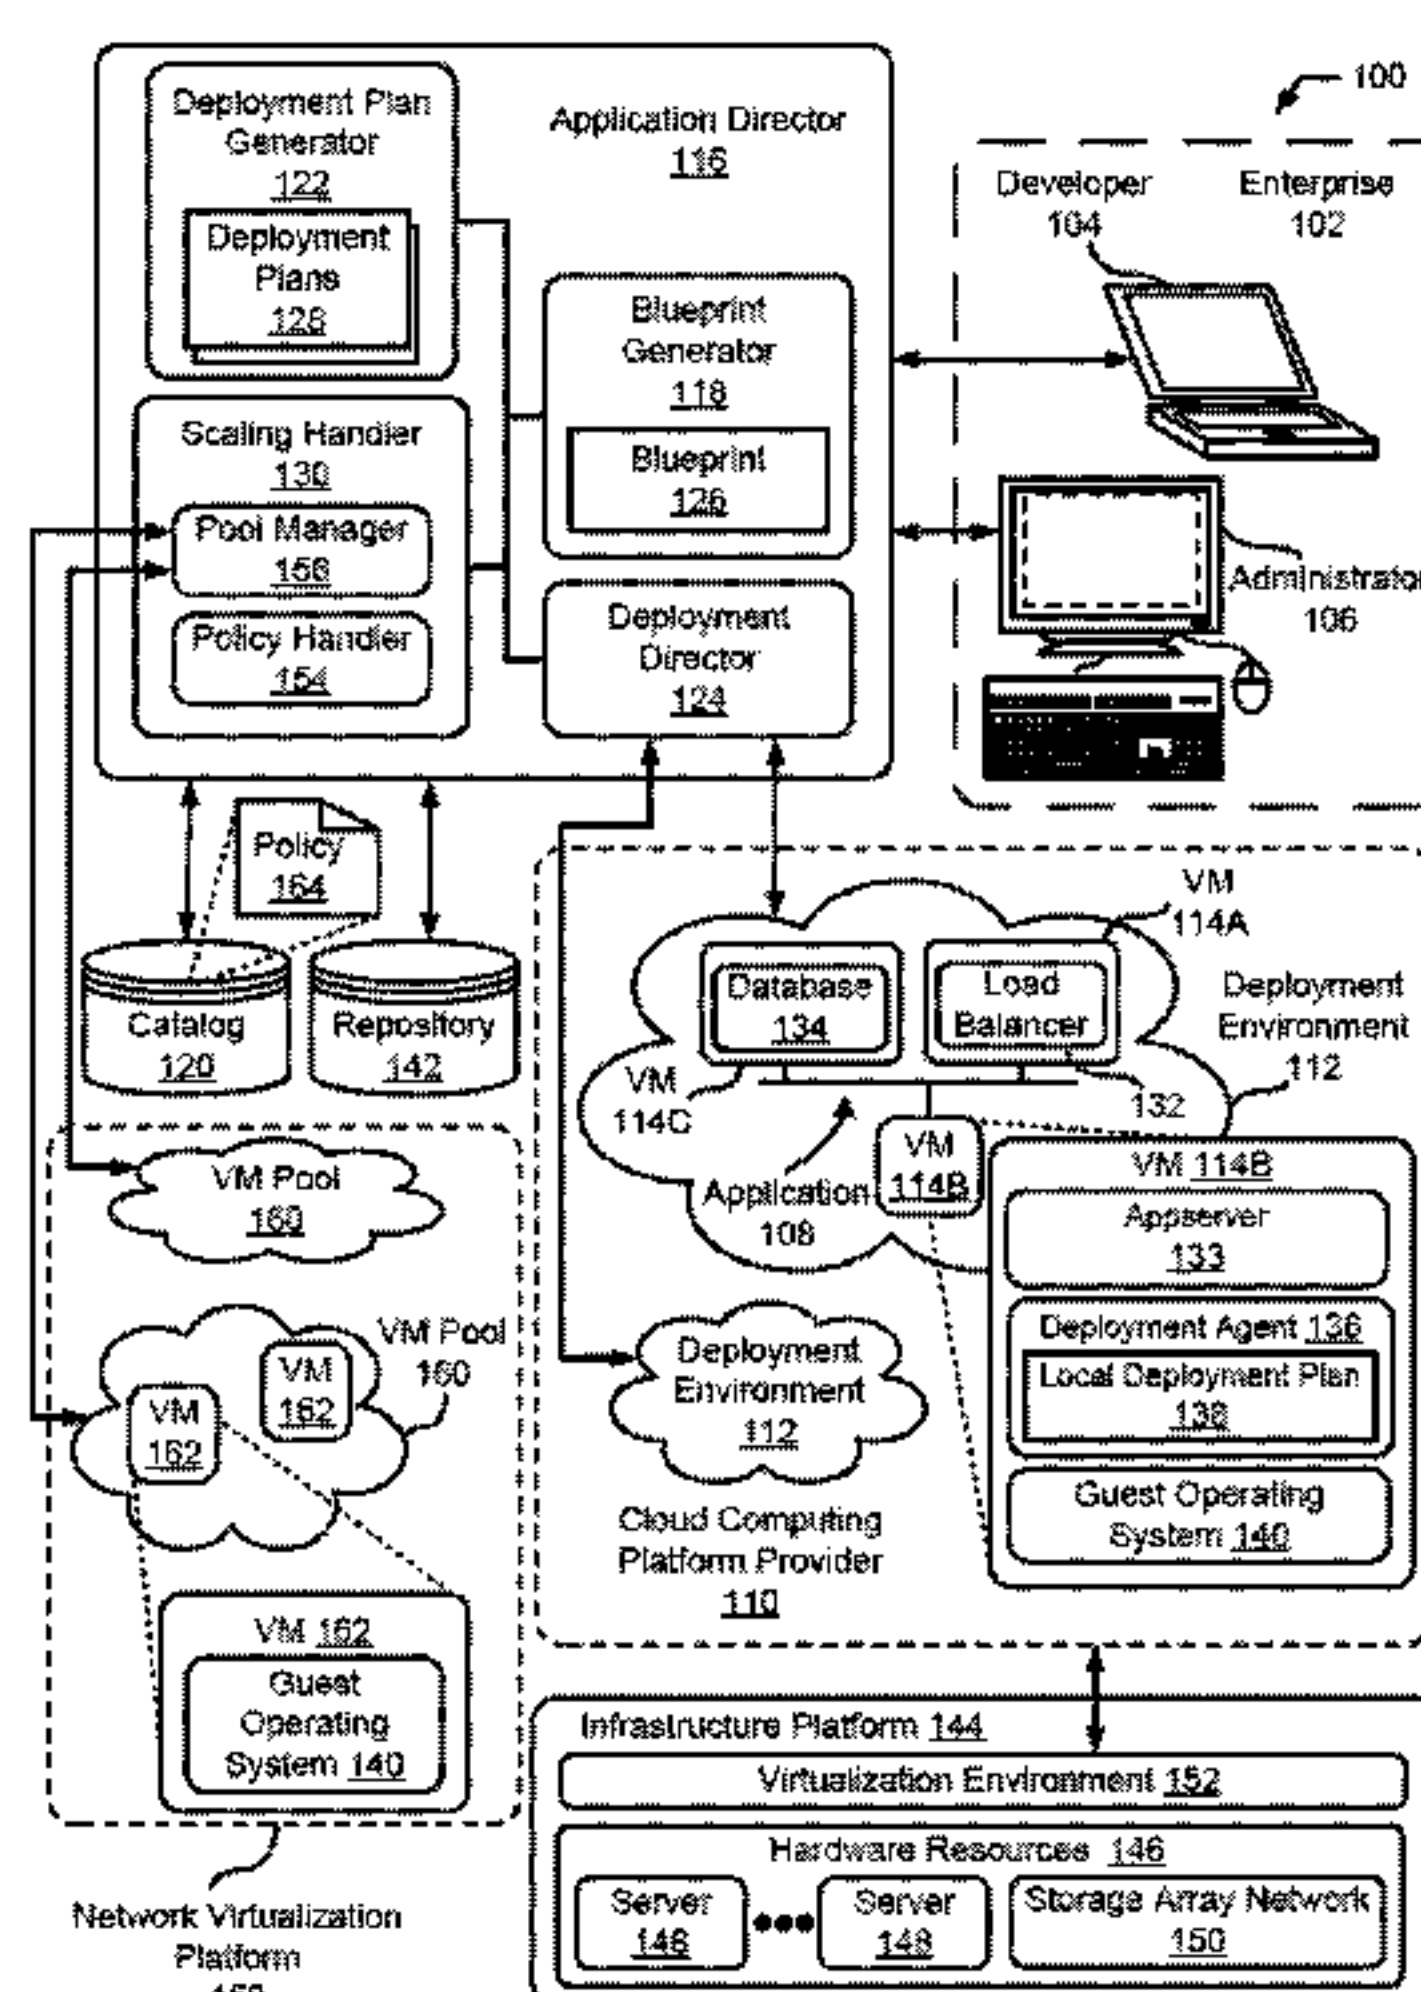 100
Deployment Plan
Generator
122
Deployment
Plans
128
Application Director
116
Developer
104
Enterprise
102
Blueprint
Generator
118
Blueprint
126
Scaling Handler
130
Pool Manager
156
Policy Handler
154
Deployment
Director
124
Administrator
106
Policy
164
Catalog
120
Repository
142
VM
114A
Database
134
Load
Balancer
Deployment
Environment
112
VM
114C
132
VM
114B
Application
108
VM 114B
Appserver
133
Deployment Agent 136
Local Deployment Plan
138
Guest Operating
System 140
VM Pool
160
VM Pool
160
VM
162
VM
162
Deployment
Environment
112
Cloud Computing
Platform Provider
110
VM 162
Guest
Operating
System 140
Infrastructure Platform 144
Virtualization Environment 152
Hardware Resources 146
Server
148
Server
148
Storage Array Network
150
Network Virtualization
Platform